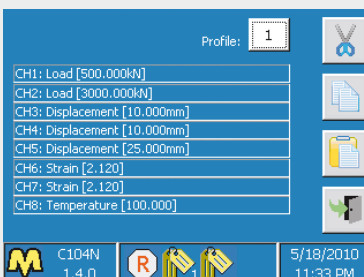 Profile: 1
CH1: Load [500.000kN]
CH2: Load [3000.000kN]
CH3: Displacement [10.000mm]
CH4: Displacement [10.000mm]
CH5: Displacement [25.000mm]
CH6: Strain [2.120]
CH7: Strain [2.120]
CH8: Temperature [100.000]
C104N
1.4.0
R
1
5/18/2010
11:33 PM